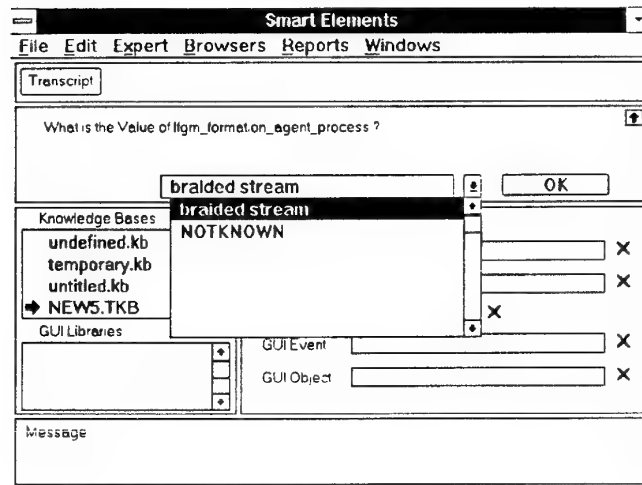 Smart Elements
File Edit Expert Browsers Reports Windows
Transcript
What is the Value of lfgm_formation_agent_process ?
braided stream
OK
braided stream
NOTKNOWN
Knowledge Bases
undefined.kb
temporary.kb
untitled.kb
NEW5.TKB
GUI Libraries
GUI Event
GUI Object
Message